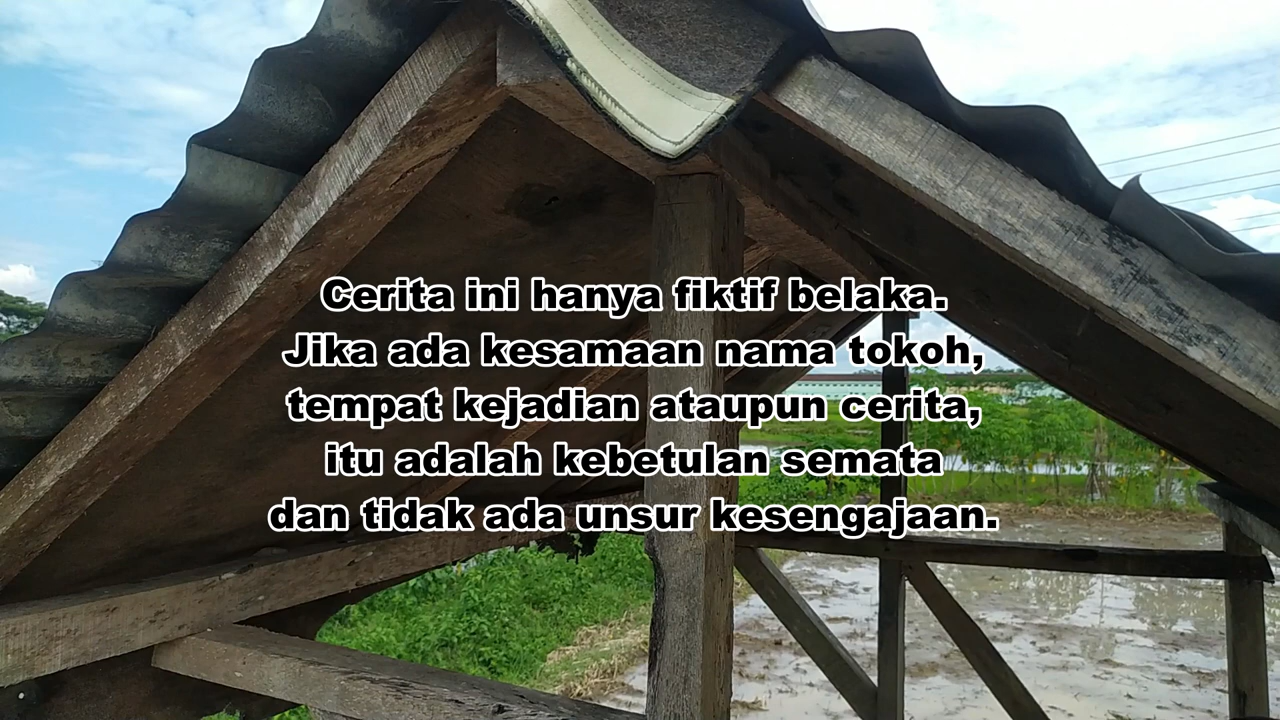 Cerita ini hanya fiktif belaka.
Jika ada kesamaan nama tokoh,
tempat kejadian ataupun cerita,
itu adalah kebetulan semata
dan tidak ada unsur kesengajaan.